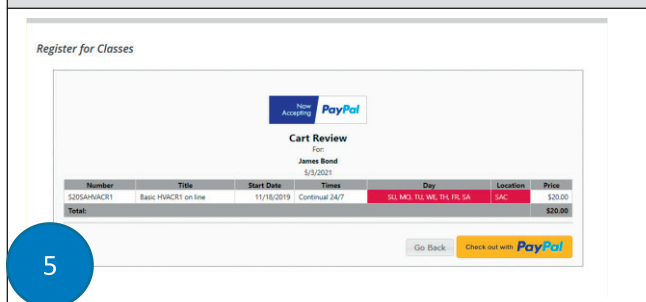 Register for Classes
Now Accepting PayPal
Cart Review
For:
James Bond
5/3/2021
Number Title Start Date Times Day Location Price
S20SAHVACR1 Basic HVACR1 on line 11/18/2019 Continual 24/7 SU, MO, TU, WE, TH, FR, SA SAC $20.00
Total: $20.00
Go Back Check out with PayPal
5